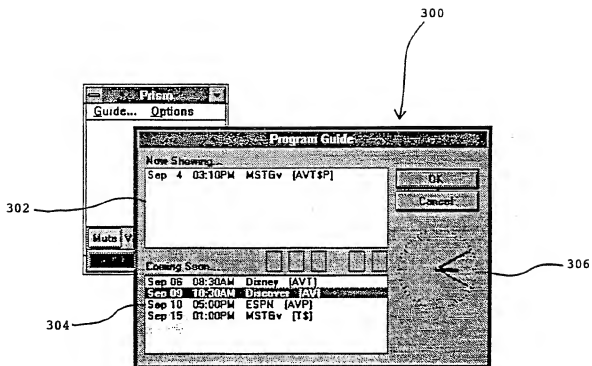 300
Prism
Guide... Options
Program Guide
Now Showing...
Sep 4 03:10PM MSTGv [AVT$P]
OK
Cancel
302
Mute V
Coming Soon...
306
Sep 06 08:30AM Disney [AVT]
Sep 09 10:30AM Discover [AV]
Sep 10 05:00PM ESPN [AVP]
Sep 15 01:00PM MSTGv [T$]
304